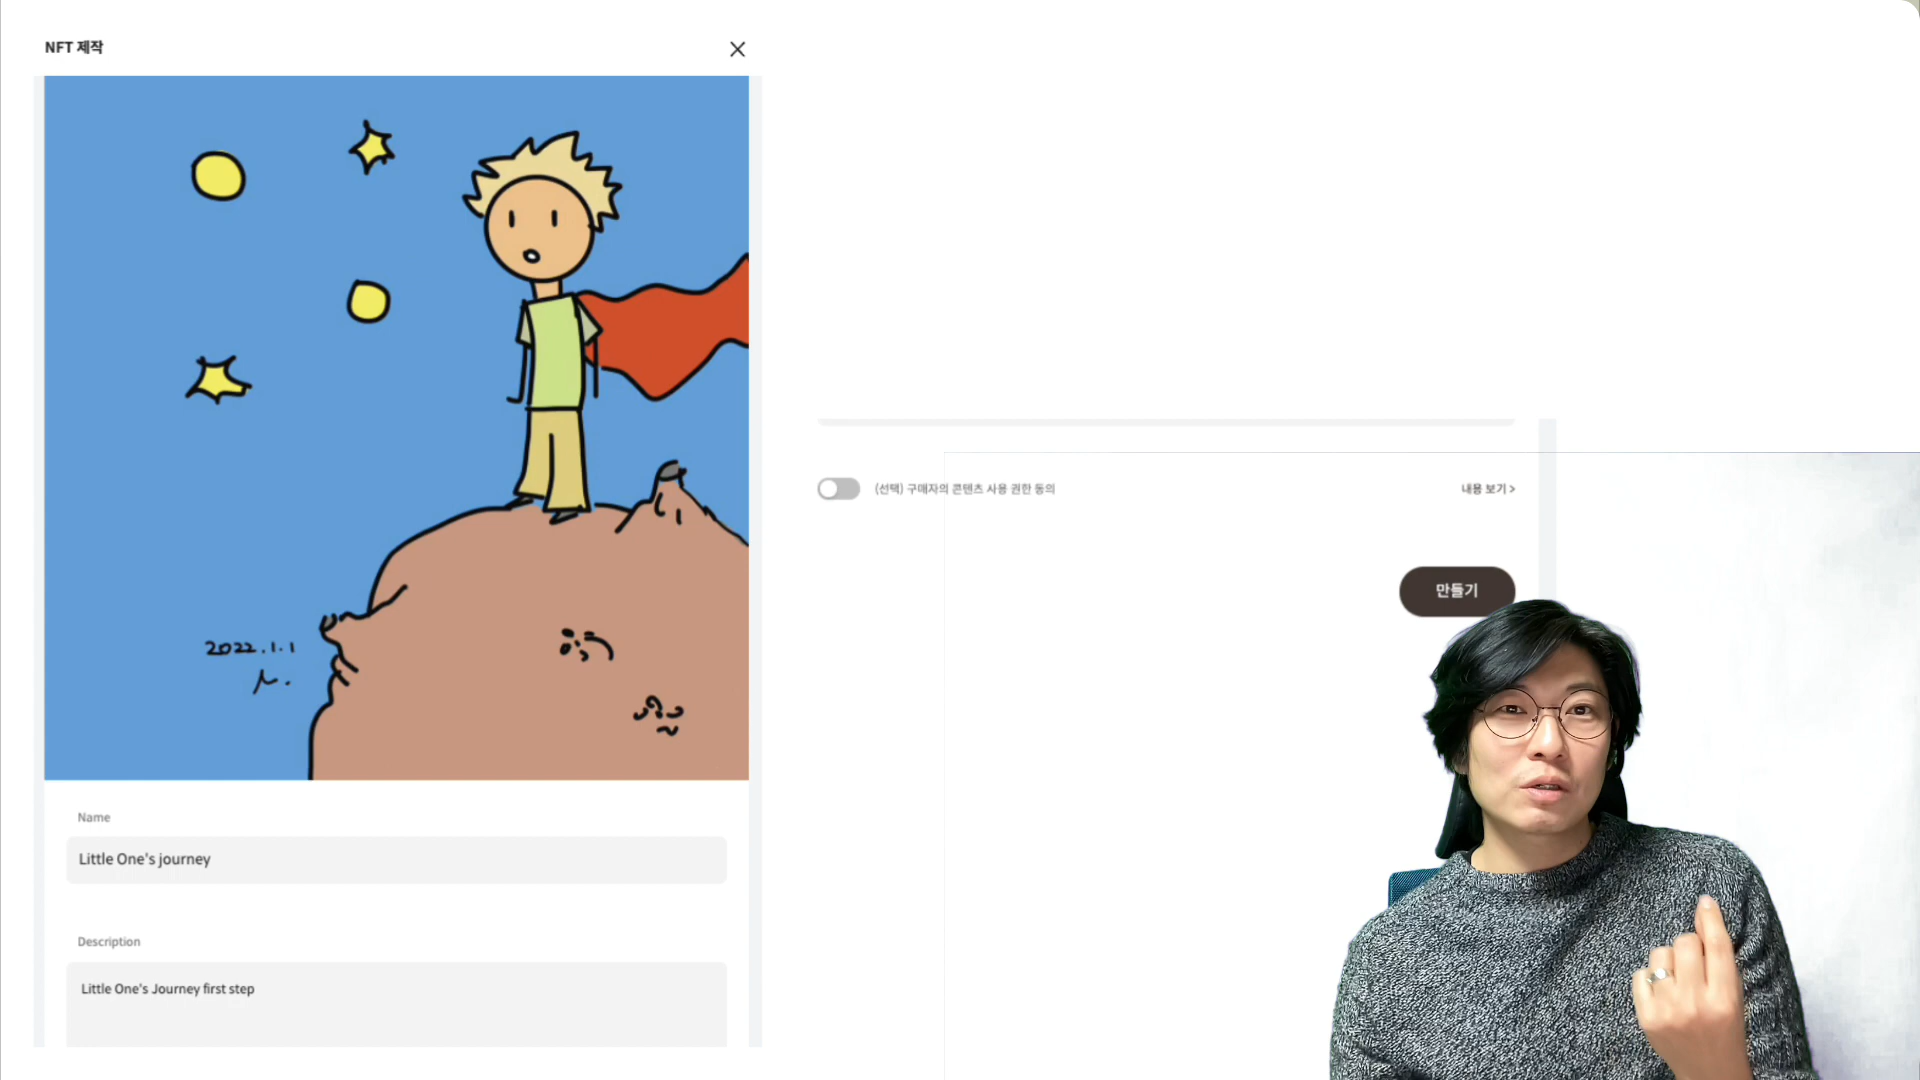 NFT 제작
2022.1.1
Name
Little One's journey
Description
Little One's Journey first step
(선택) 구매자의 콘텐츠 사용 권한 동의
내용 보기 >
만들기